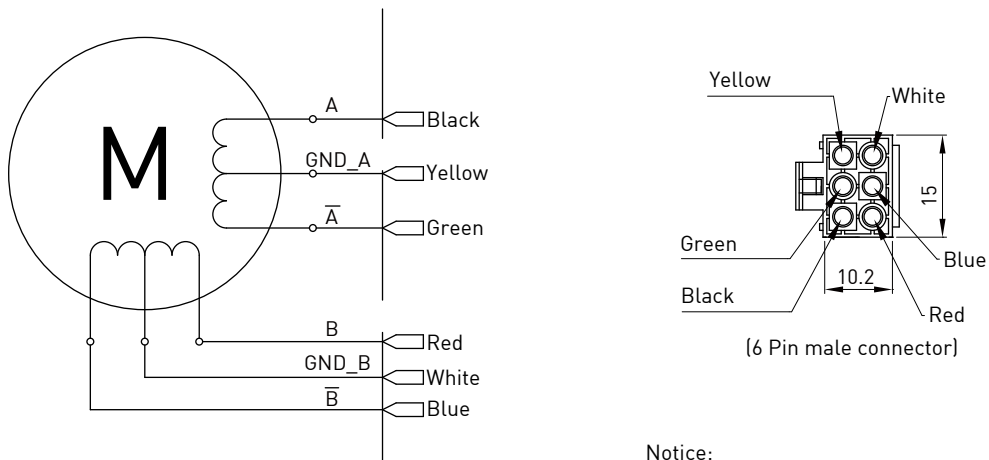 M
A
Black
GND_A
Yellow
A̅
Green
B
Red
GND_B
White
B̅
Blue
Yellow
White
Green
Blue
Black
Red
15
10.2
(6 Pin male connector)
Notice: